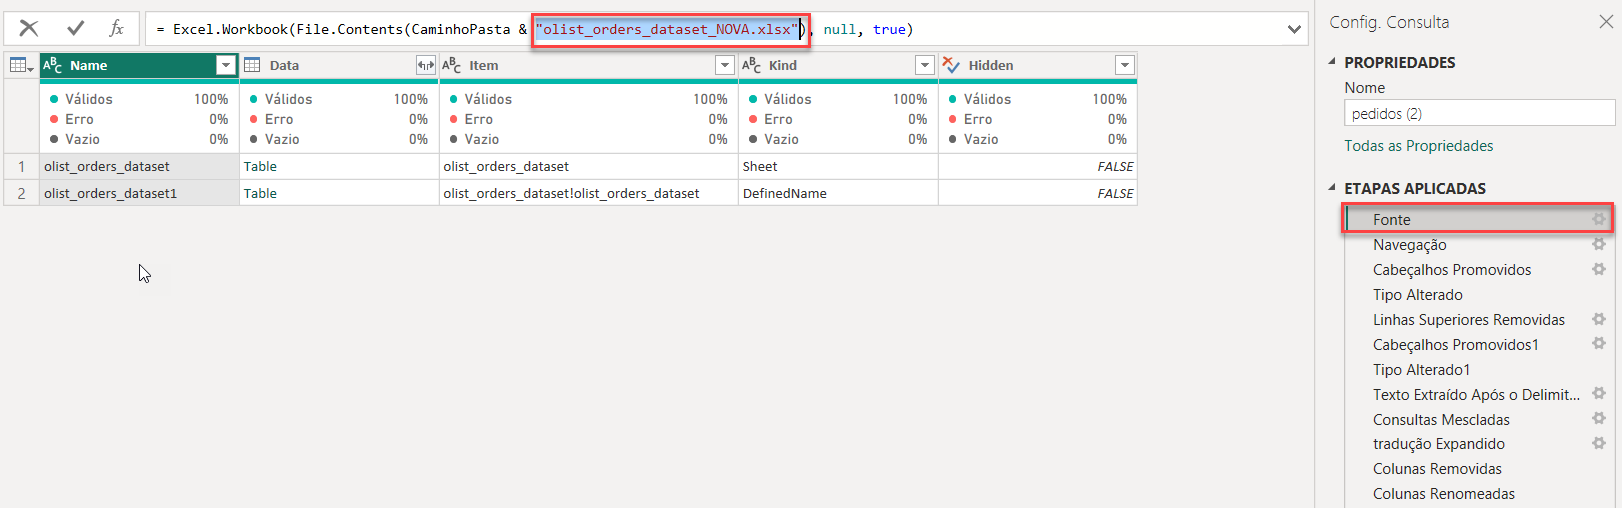 = Excel.Workbook(File.Contents(CaminhoPasta & "olist_orders_dataset_NOVA.xlsx"), null, true)
Name Data Item Kind Hidden
Válidos 100% Válidos 100% Válidos 100% Válidos 100% Válidos 100%
Erro 0% Erro 0% Erro 0% Erro 0% Erro 0%
Vazio 0% Vazio 0% Vazio 0% Vazio 0% Vazio 0%
1 olist_orders_dataset Table olist_orders_dataset Sheet FALSE
2 olist_orders_dataset1 Table olist_orders_dataset!olist_orders_dataset DefinedName FALSE
Config. Consulta
PROPRIEDADES
Nome
pedidos (2)
Todas as Propriedades
ETAPAS APLICADAS
Fonte
Navegação
Cabeçalhos Promovidos
Tipo Alterado
Linhas Superiores Removidas
Cabeçalhos Promovidos1
Tipo Alterado1
Texto Extraído Após o Delimit...
Consultas Mescladas
tradução Expandido
Colunas Removidas
Colunas Renomeadas